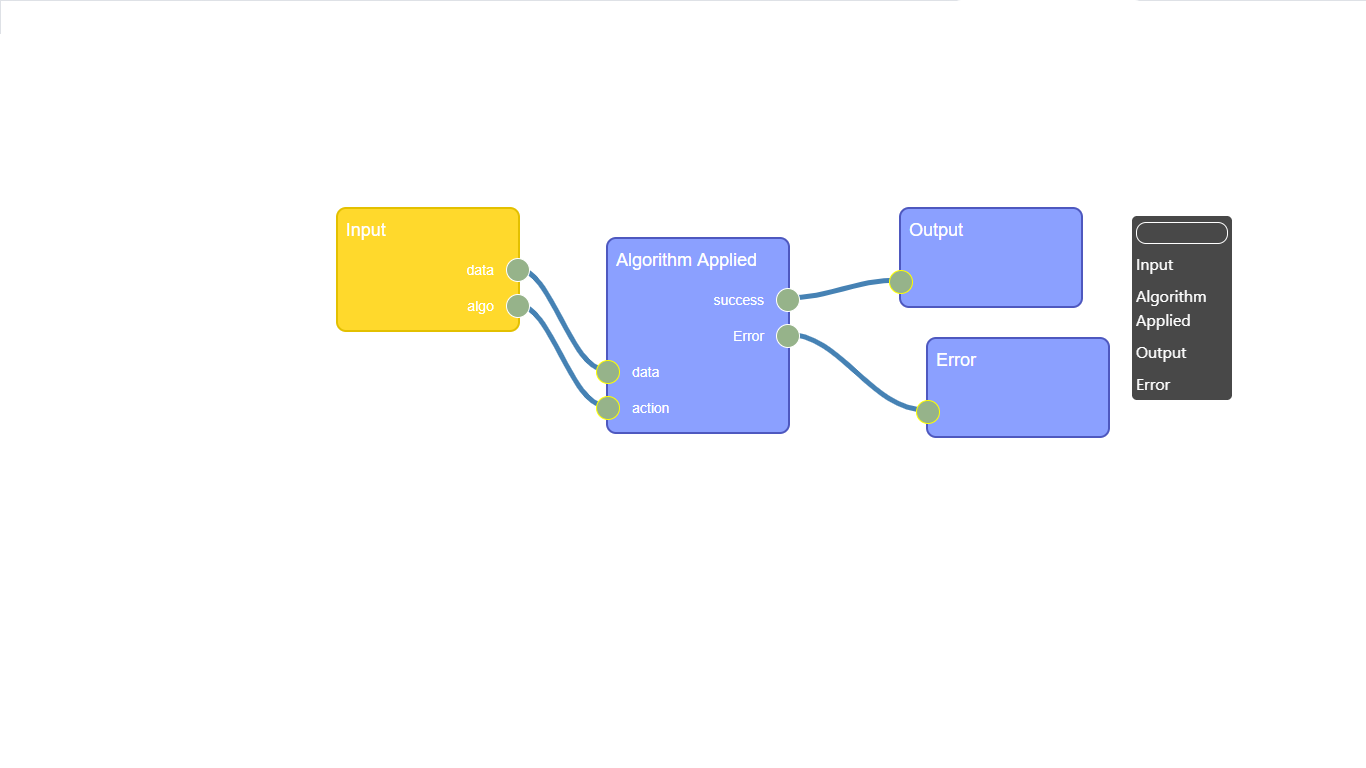 Input
data
algo
Algorithm Applied
success
Error
data
action
Output
Error
Input
Algorithm
Applied
Output
Error